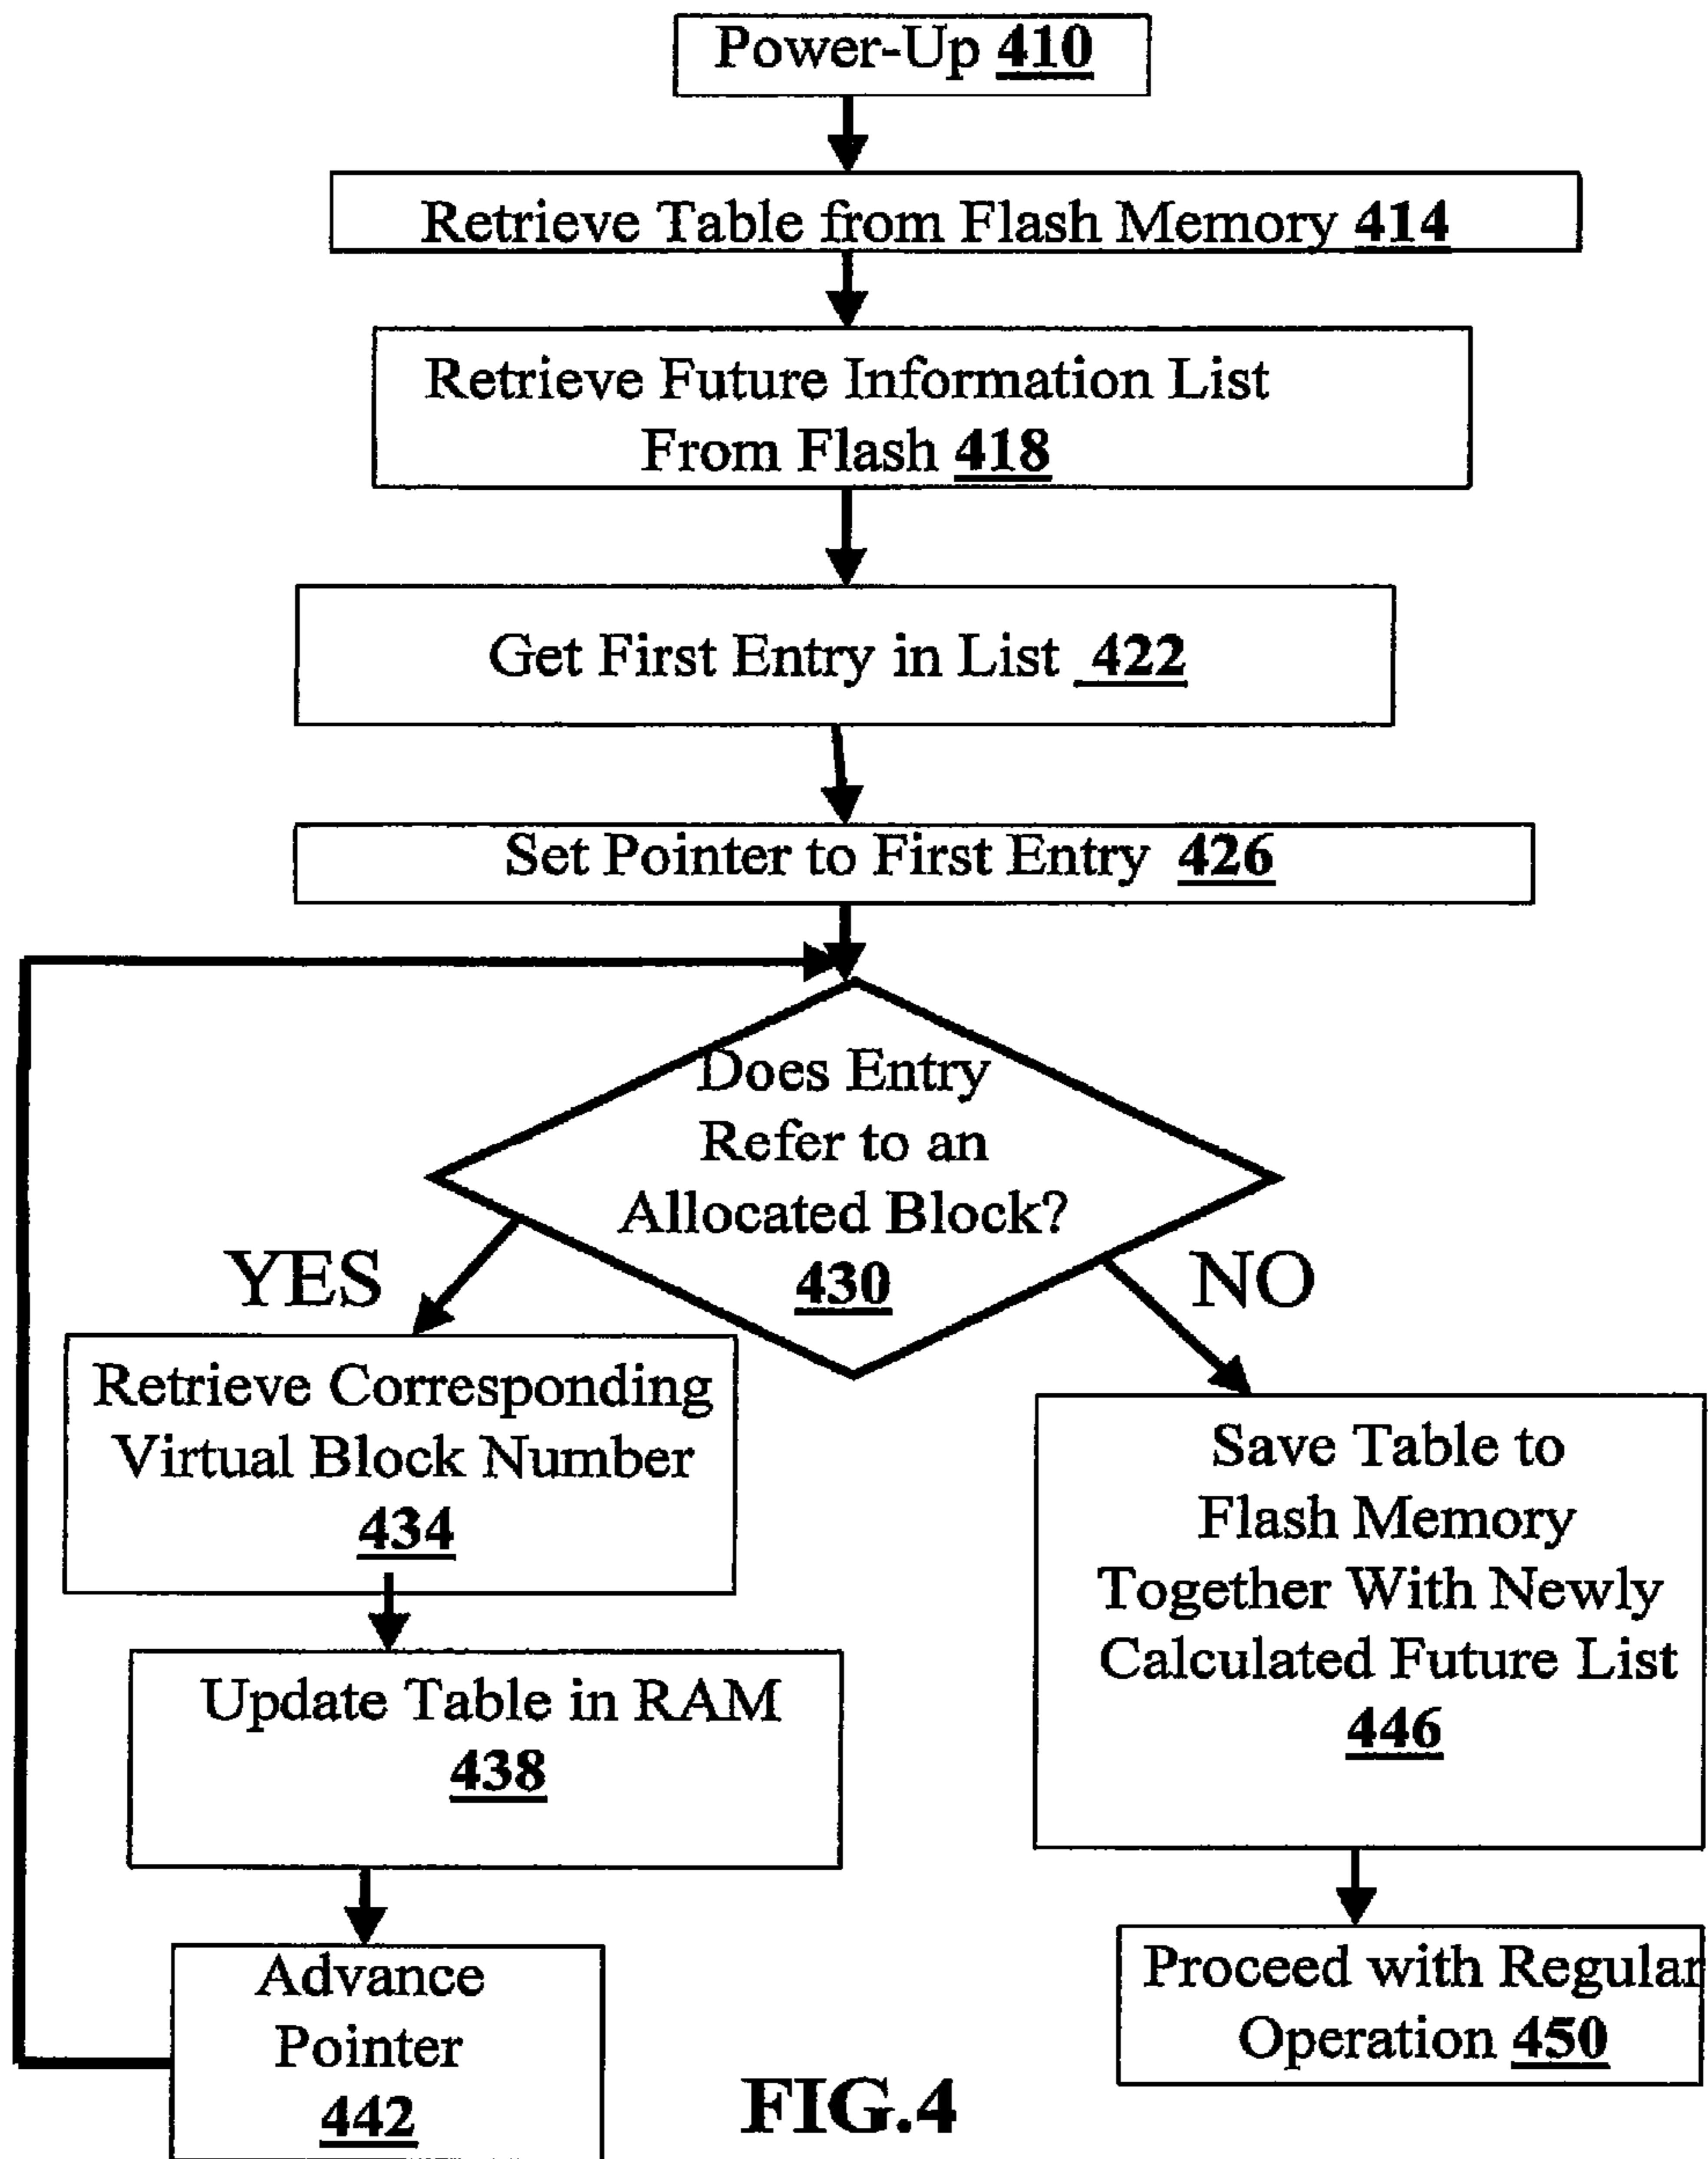 Power-Up 410
Retrieve Table from Flash Memory 414
Retrieve Future Information List
From Flash 418
Get First Entry in List 422
Set Pointer to First Entry 426
Does Entry
Refer to an
Allocated Block?
430
YES
NO
Retrieve Corresponding
Virtual Block Number
434
Update Table in RAM
438
Advance
Pointer
442
Save Table to
Flash Memory
Together With Newly
Calculated Future List
446
Proceed with Regular
Operation 450
FIG.4